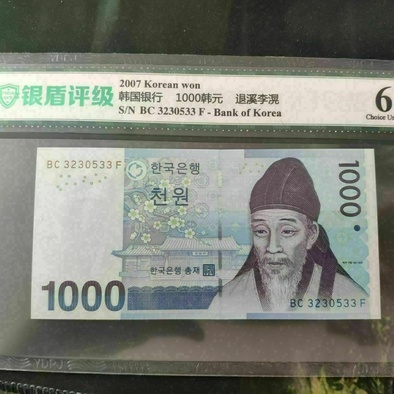 银盾评级
2007 Korean won
韩国银行 1000韩元 退溪李滉
S/N BC 3230533 F - Bank of Korea
6
Choice Un
BC 3230533 F
한국은행
천 원
1000
한국은행 총재
1000
BC 3230533 F